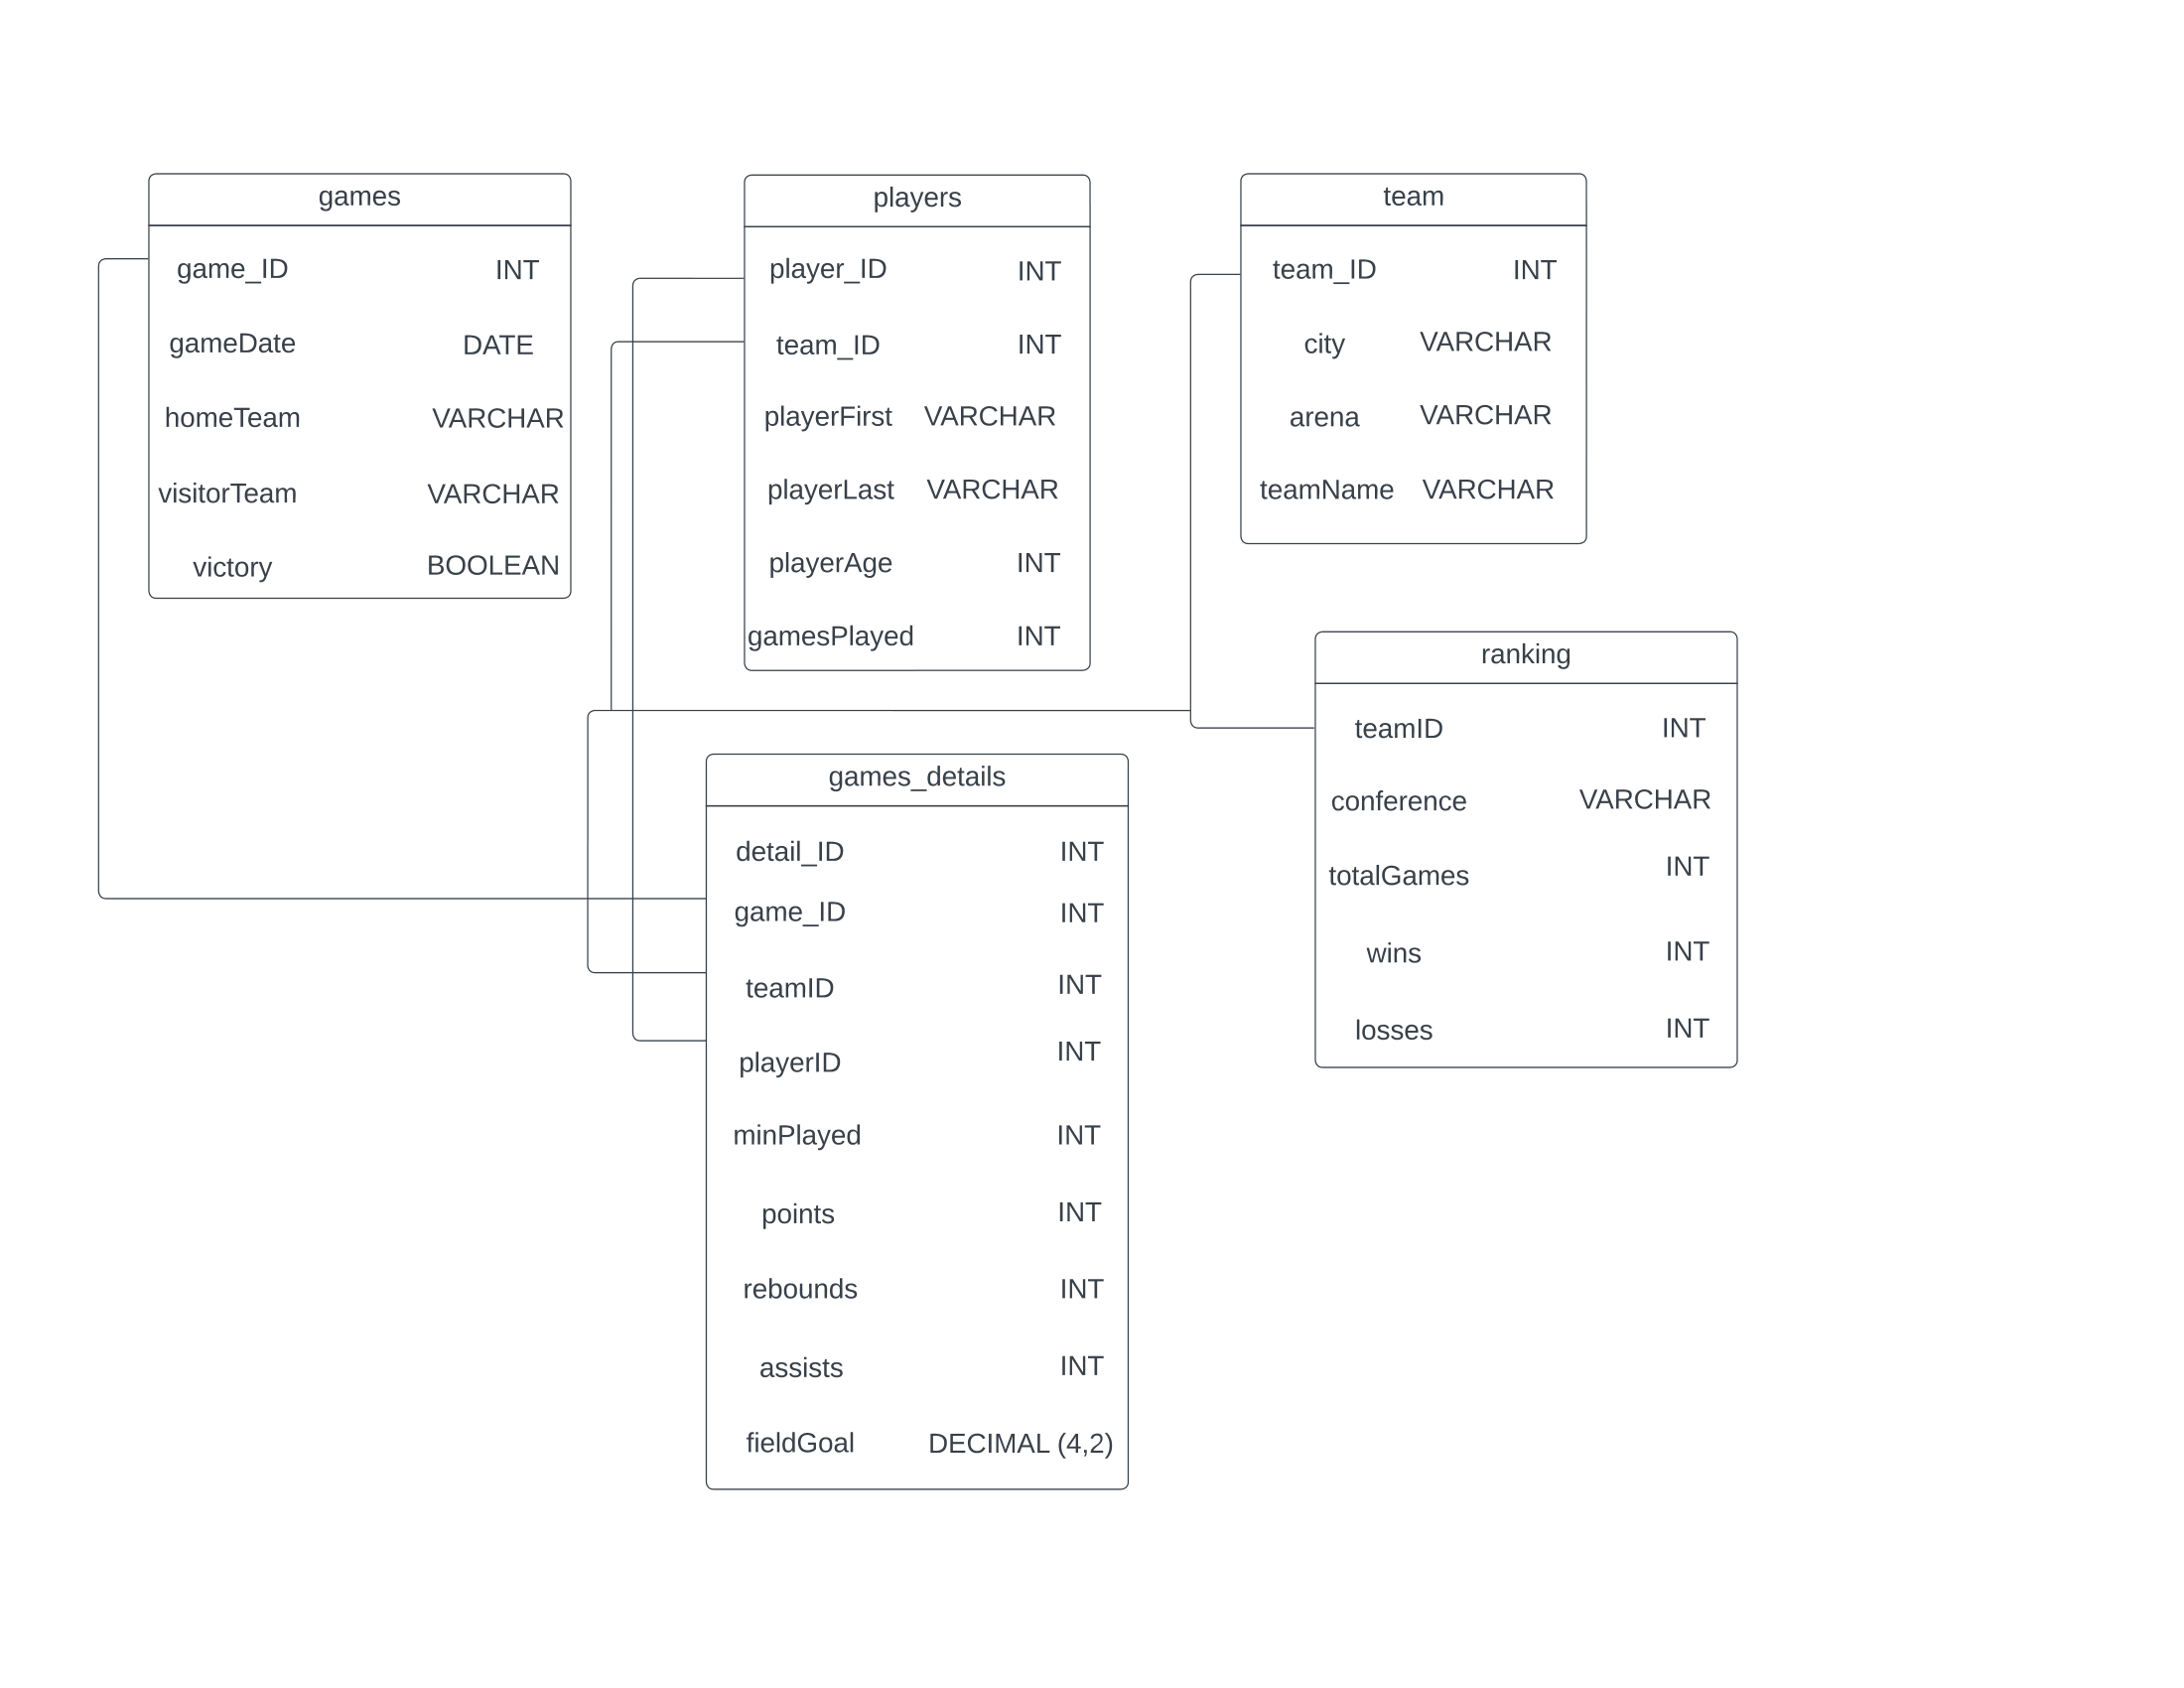 games
game_ID INT
gameDate DATE
homeTeam VARCHAR
visitorTeam VARCHAR
victory BOOLEAN
players
player_ID INT
team_ID INT
playerFirst VARCHAR
playerLast VARCHAR
playerAge INT
gamesPlayed INT
team
team_ID INT
city VARCHAR
arena VARCHAR
teamName VARCHAR
ranking
teamID INT
conference VARCHAR
totalGames INT
wins INT
losses INT
games_details
detail_ID INT
game_ID INT
teamID INT
playerID INT
minPlayed INT
points INT
rebounds INT
assists INT
fieldGoal DECIMAL (4,2)